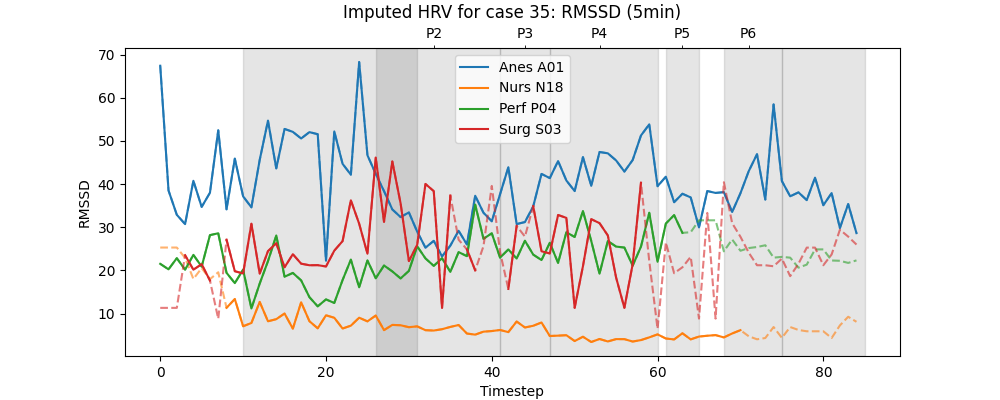 Imputed HRV for case 35: RMSSD (5min)
P2 P3 P4 P5 P6
70
60
50
40
30
20
10
RMSSD
Anes A01
Nurs N18
Perf P04
Surg S03
0 20 40 60 80
Timestep